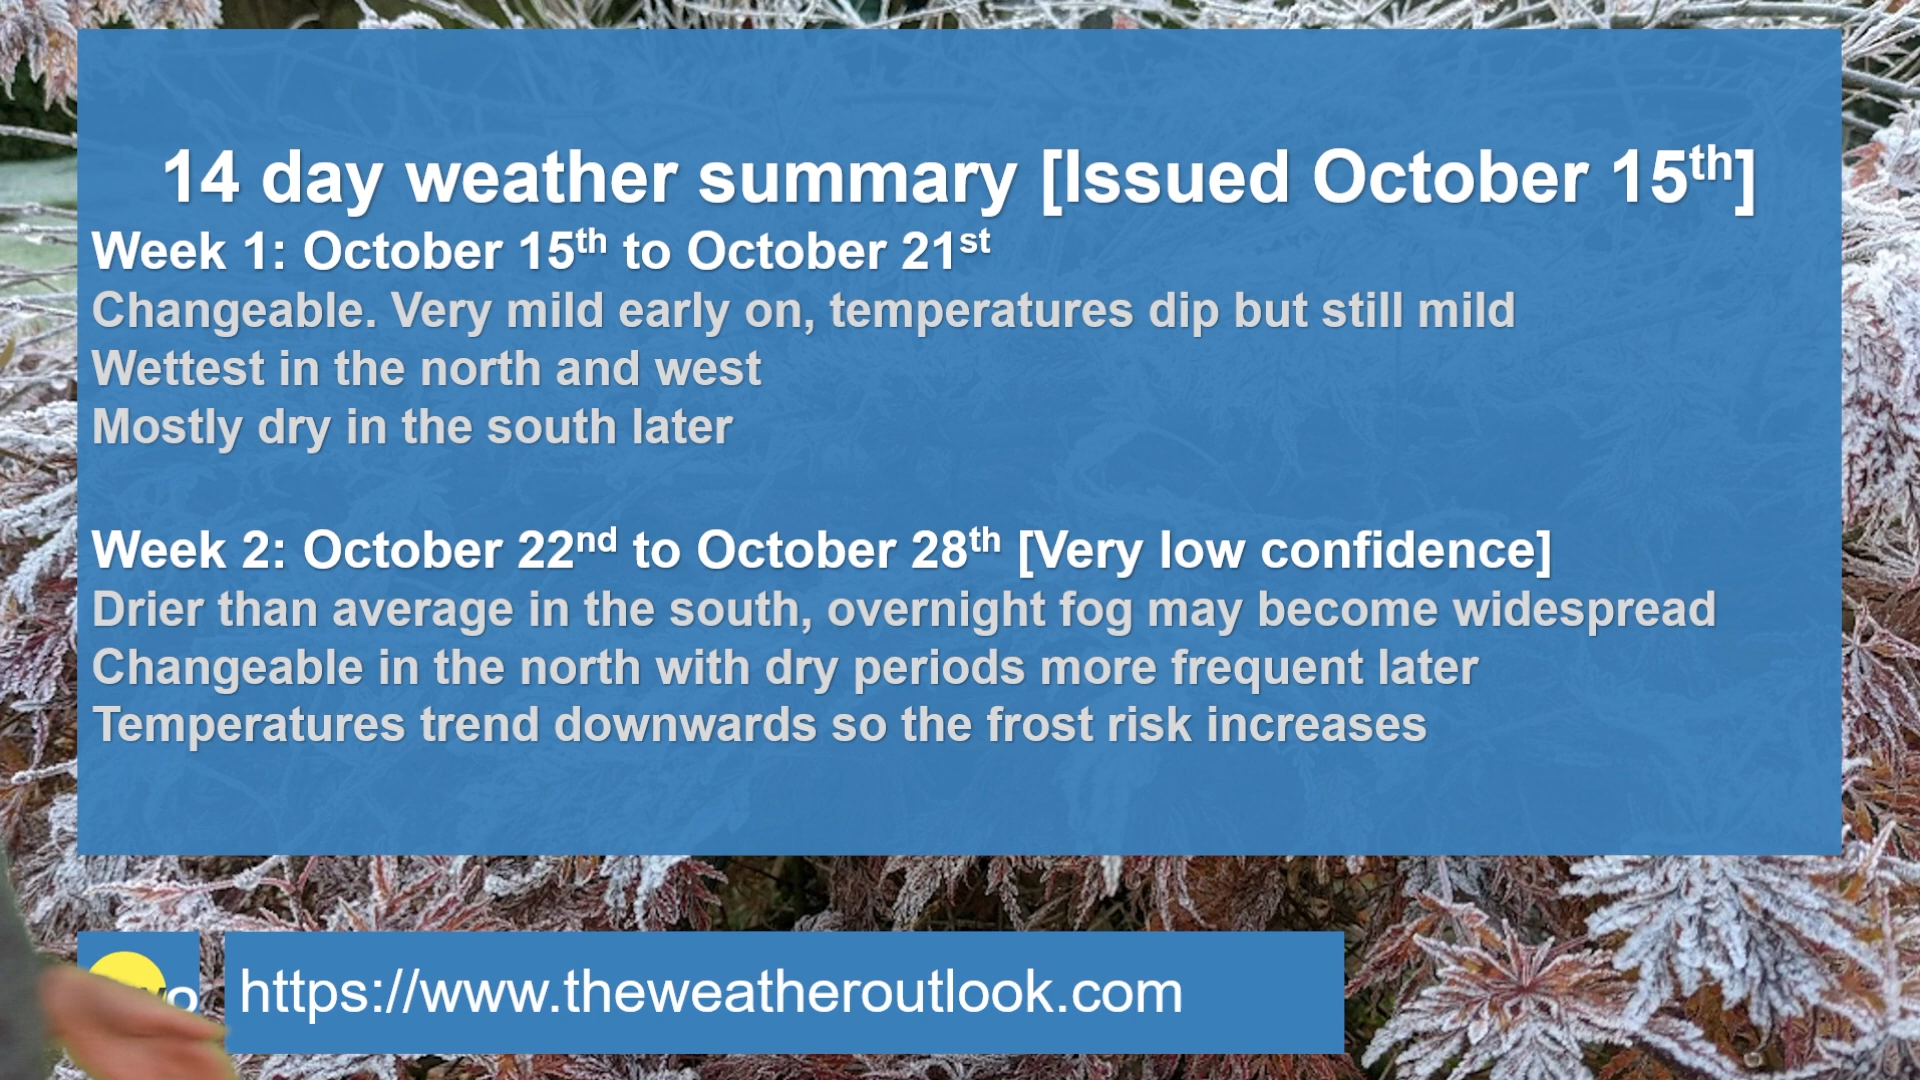 14 day weather summary [Issued October 15th]
Week 1: October 15th to October 21st
Changeable. Very mild early on, temperatures dip but still mild
Wettest in the north and west
Mostly dry in the south later
Week 2: October 22nd to October 28th [Very low confidence]
Drier than average in the south, overnight fog may become widespread
Changeable in the north with dry periods more frequent later
Temperatures trend downwards so the frost risk increases
https://www.theweatheroutlook.com